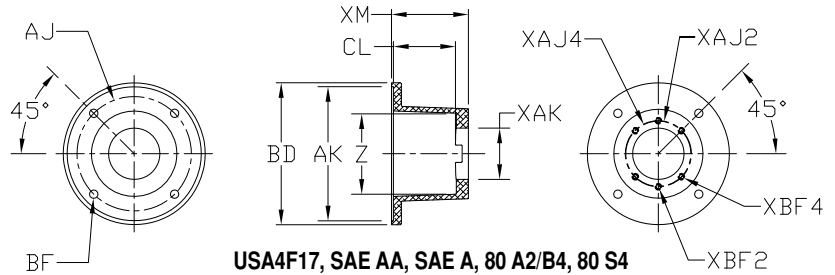 AJ
45°
BF
XM
CL
BD
AK
Z
XAK
XAJ4
XAJ2
45°
XBF4
XBF2
USA4F17, SAE AA, SAE A, 80 A2/B4, 80 S4